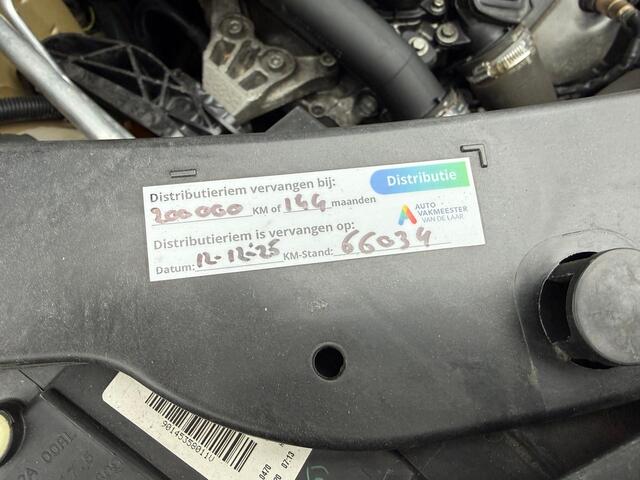 Distributieriem vervangen bij:
Distributie
200000 KM of 144 maanden
AUTO
VAKMEESTER
VAN DE LAAR
Distributieriem is vervangen op:
Datum: 12-12-25 KM-Stand: 66034